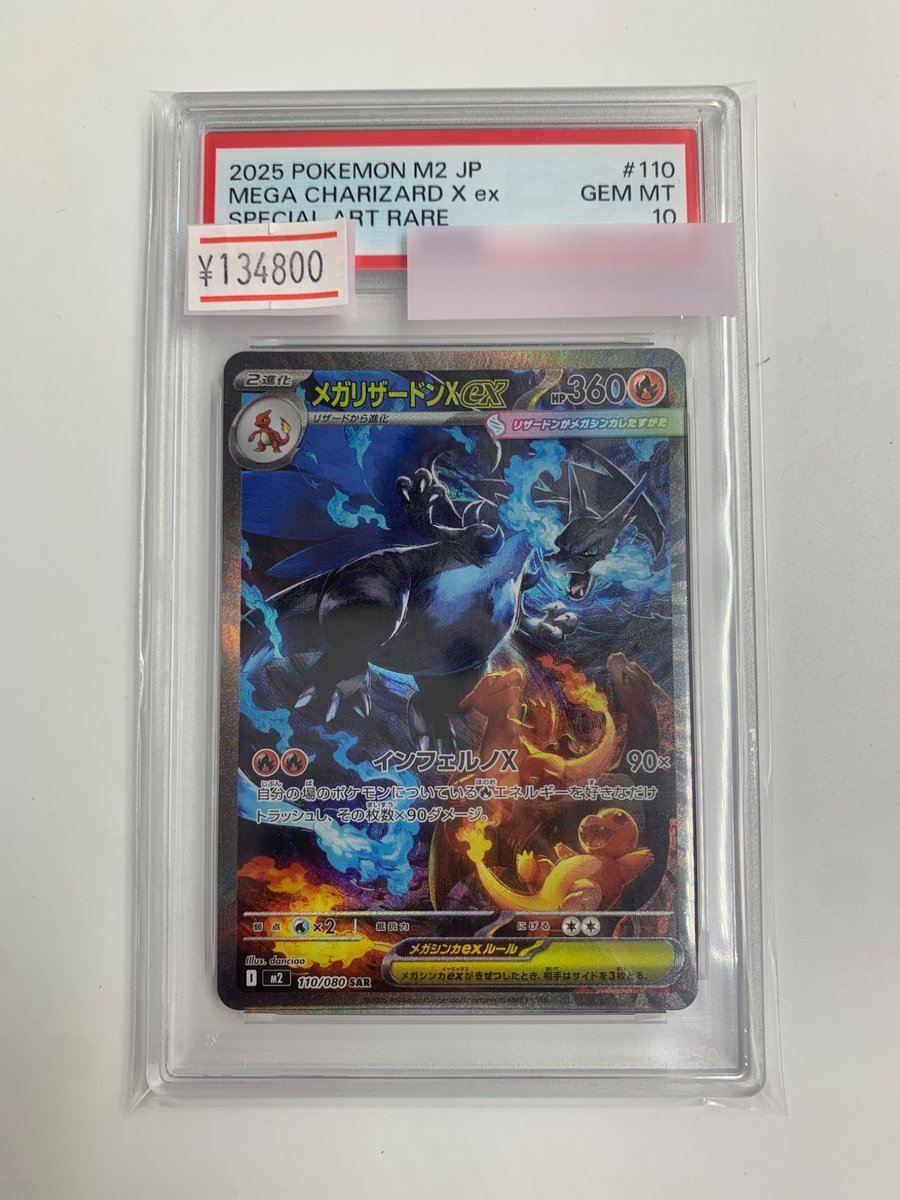 2025 POKEMON M2 JP #110
MEGA CHARIZARD X ex GEM MT
SPECIAL ART RARE 10
¥134800
2進化
メガリザードンXex HP360
リザードから進化
リザードンがメガシンカしたすがた
インフェルノX 90×
自分の場のポケモンについているエネルギーを好きなだけ
トラッシュし、その枚数×90ダメージ。
弱点 ×2 抵抗力 にげる
メガシンカexルール
メガシンカexがきぜつしたとき、相手はサイドを3枚とる。
Illus. danciao
I M2 110/080 SAR